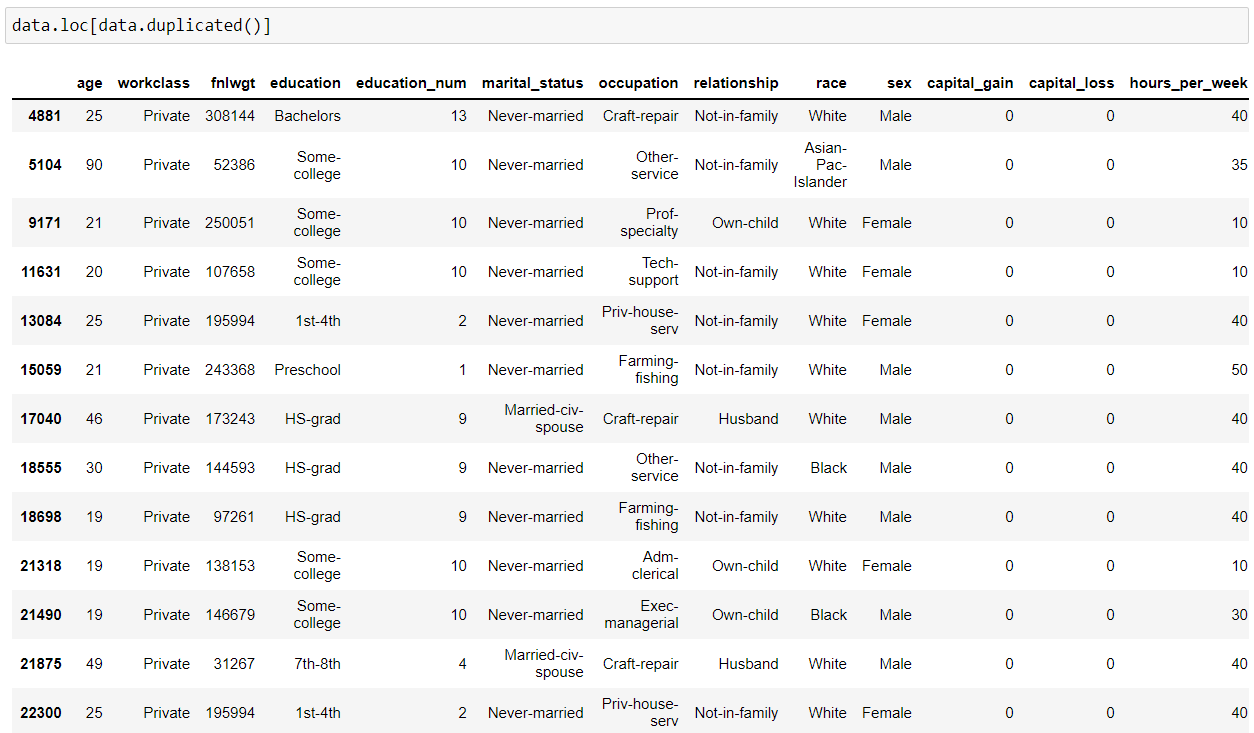 data.loc[data.duplicated()]
age workclass fnlwgt education education_num marital_status occupation relationship race sex capital_gain capital_loss hours_per_week
4881 25 Private 308144 Bachelors 13 Never-married Craft-repair Not-in-family White Male 0 0 40
5104 90 Private 52386 Some-college 10 Never-married Other-service Not-in-family Asian-Pac-Islander Male 0 0 35
9171 21 Private 250051 Some-college 10 Never-married Prof-specialty Own-child White Female 0 0 10
11631 20 Private 107658 Some-college 10 Never-married Tech-support Not-in-family White Female 0 0 10
13084 25 Private 195994 1st-4th 2 Never-married Priv-house-serv Not-in-family White Female 0 0 40
15059 21 Private 243368 Preschool 1 Never-married Farming-fishing Not-in-family White Male 0 0 50
17040 46 Private 173243 HS-grad 9 Married-civ-spouse Craft-repair Husband White Male 0 0 40
18555 30 Private 144593 HS-grad 9 Never-married Other-service Not-in-family Black Male 0 0 40
18698 19 Private 97261 HS-grad 9 Never-married Farming-fishing Not-in-family White Male 0 0 40
21318 19 Private 138153 Some-college 10 Never-married Adm-clerical Own-child White Female 0 0 10
21490 19 Private 146679 Some-college 10 Never-married Exec-managerial Own-child Black Male 0 0 30
21875 49 Private 31267 7th-8th 4 Married-civ-spouse Craft-repair Husband White Male 0 0 40
22300 25 Private 195994 1st-4th 2 Never-married Priv-house-serv Not-in-family White Female 0 0 40